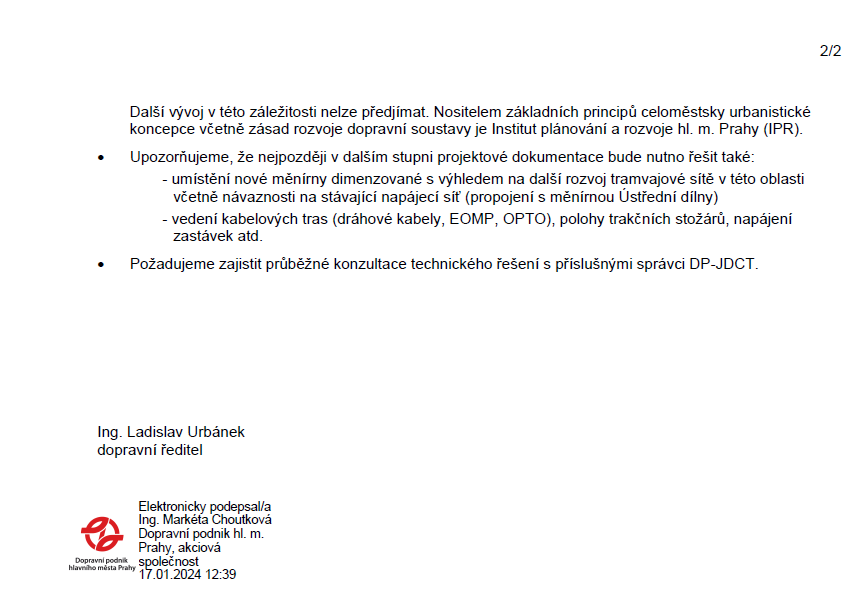 2/2
Další vývoj v této záležitosti nelze předjímat. Nositelem základních principů celoměstsky urbanistické
koncepce včetně zásad rozvoje dopravní soustavy je Institut plánování a rozvoje hl. m. Prahy (IPR).
• Upozorňujeme, že nejpozději v dalším stupni projektové dokumentace bude nutno řešit také:
- umístění nové měnírny dimenzované s výhledem na další rozvoj tramvajové sítě v této oblasti
včetně návaznosti na stávající napájecí síť (propojení s měnírnou Ústřední dílny)
- vedení kabelových tras (dráhové kabely, EOMP, OPTO), polohy trakčních stožárů, napájení
zastávek atd.
• Požadujeme zajistit průběžné konzultace technického řešení s příslušnými správci DP-JDCT.
Ing. Ladislav Urbánek
dopravní ředitel
Elektronicky podepsal/a
Ing. Markéta Choutková
Dopravní podnik hl. m.
Prahy, akciová
společnost
17.01.2024 12:39
Dopravní podnik
hlavního města Prahy